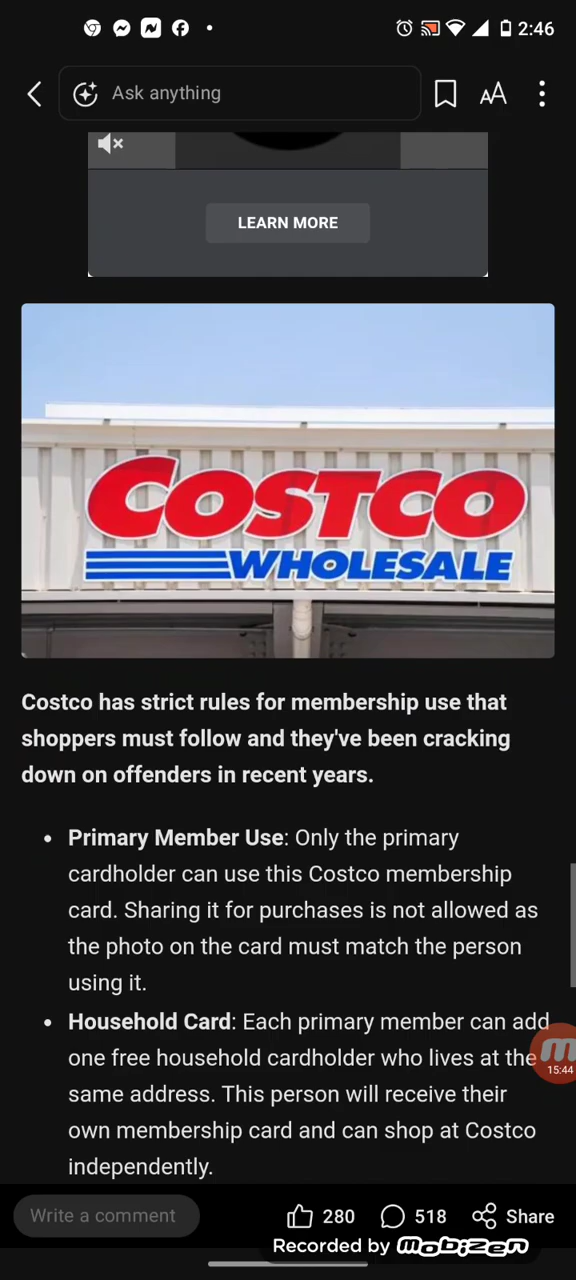 2:46
Ask anything
AA
LEARN MORE
COSTCO
WHOLESALE
Costco has strict rules for membership use that
shoppers must follow and they've been cracking
down on offenders in recent years.
• Primary Member Use: Only the primary
cardholder can use this Costco membership
card. Sharing it for purchases is not allowed as
the photo on the card must match the person
using it.
• Household Card: Each primary member can add
one free household cardholder who lives at the
15:44
same address. This person will receive their
own membership card and can shop at Costco
independently.
Write a comment
280
518
Share
Recorded by mobizen